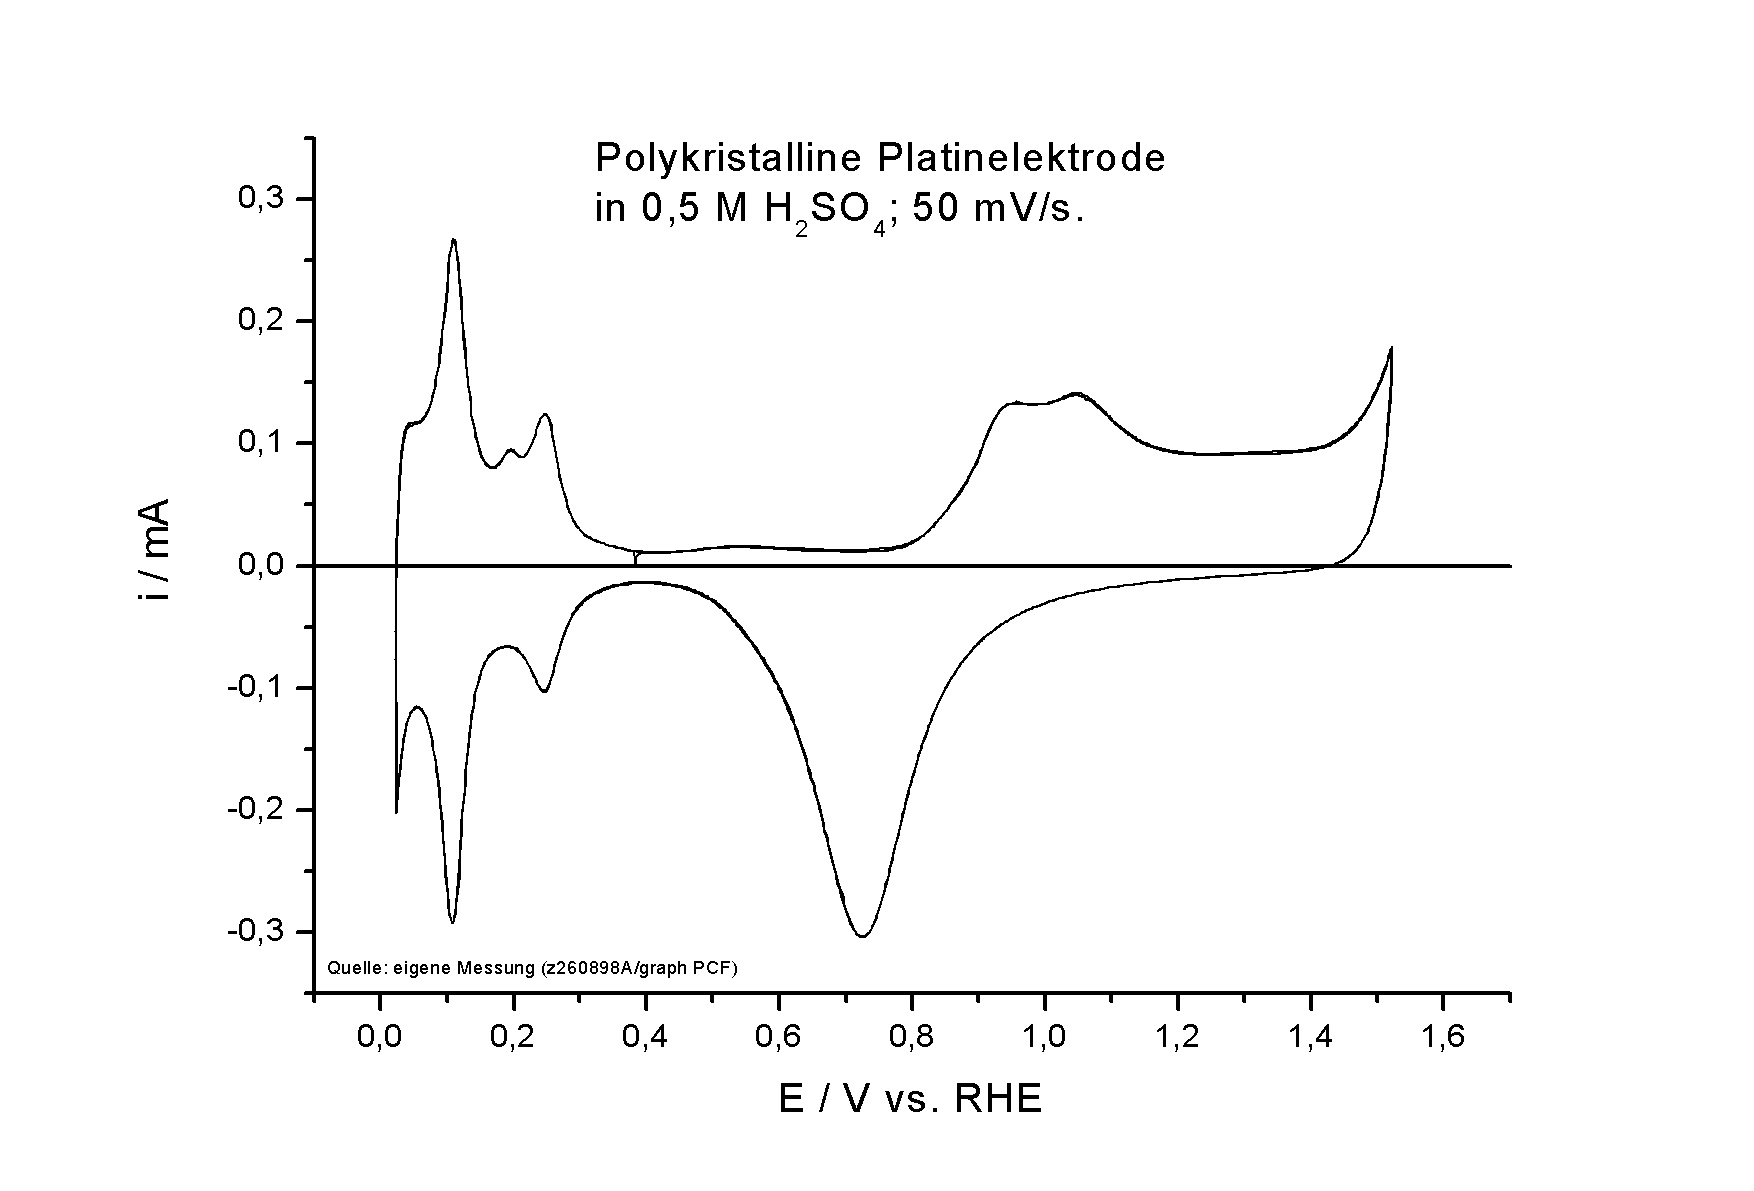 Polykristalline Platinelektrode
in 0,5 M H₂SO₄; 50 mV/s.
0,3
0,2
0,1
0,0
-0,1
-0,2
-0,3
i / mA
Quelle: eigene Messung (z260898A/graph PCF)
0,0 0,2 0,4 0,6 0,8 1,0 1,2 1,4 1,6
E / V vs. RHE